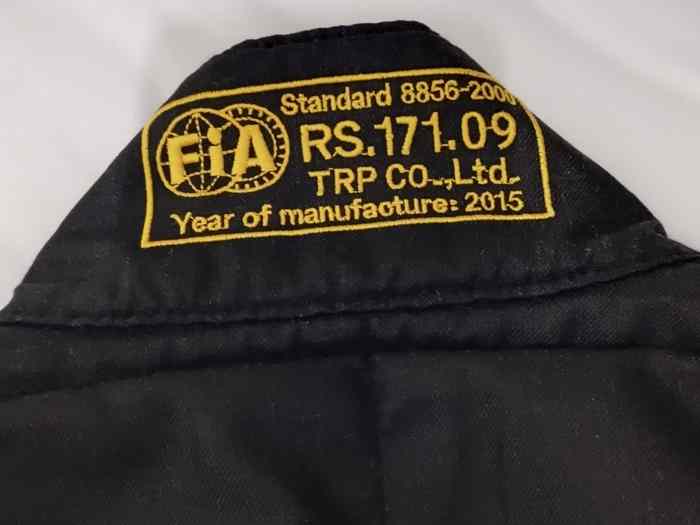 Standard 8856-2000
FiA
RS.171.09
TRP CO.,Ltd.
Year of manufacture: 2015